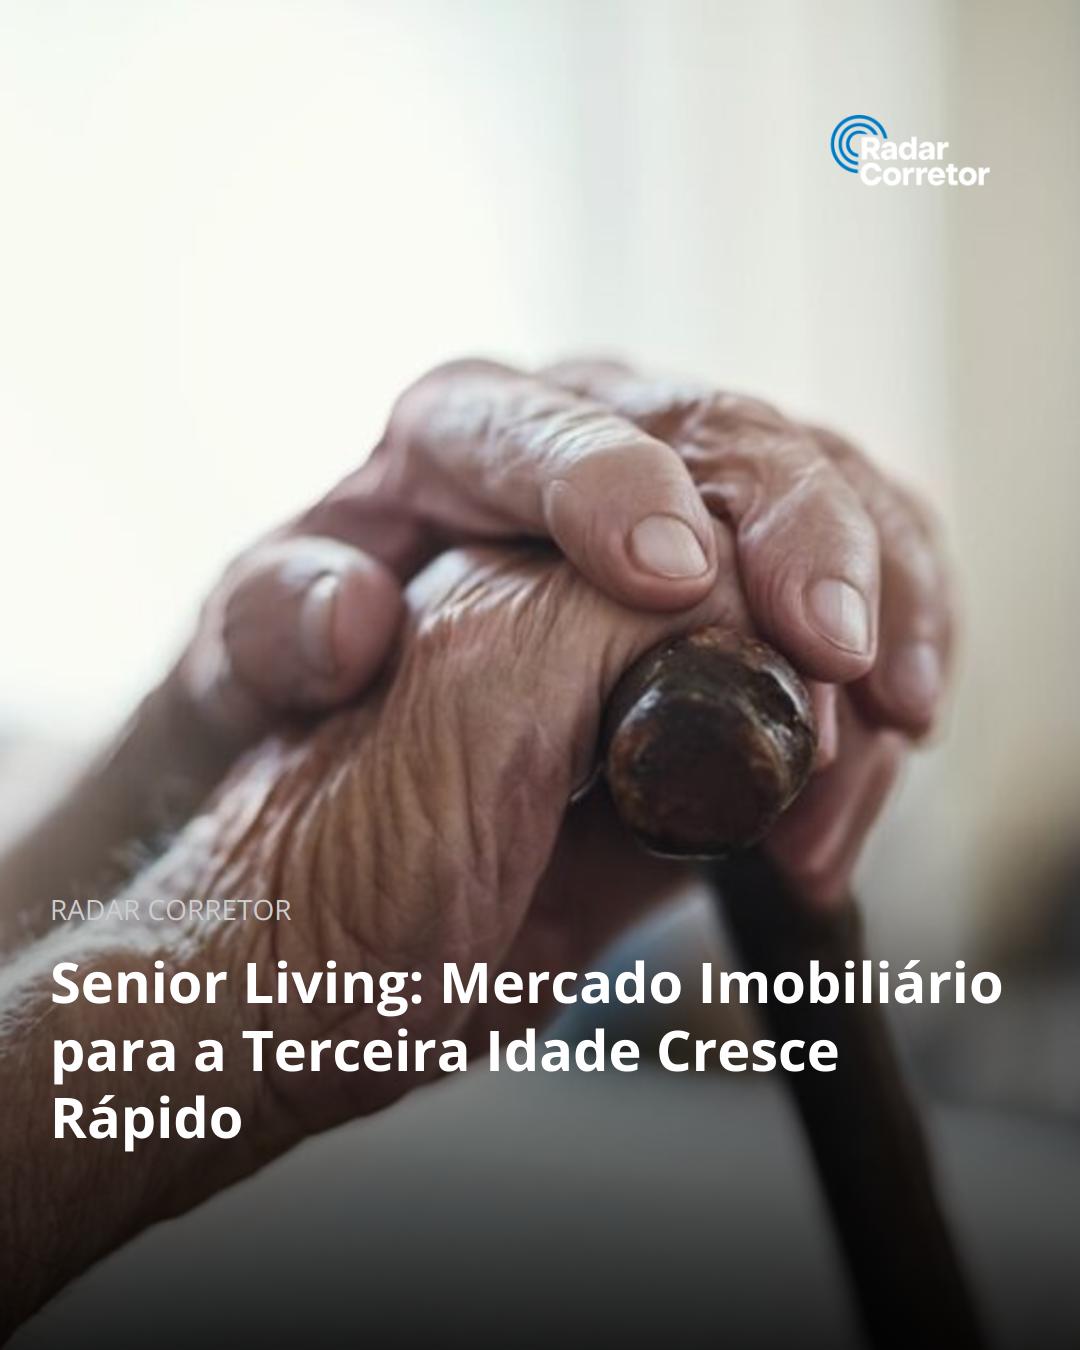 Radar
Corretor
RADAR CORRETOR
Senior Living: Mercado Imobiliário
para a Terceira Idade Cresce
Rápido